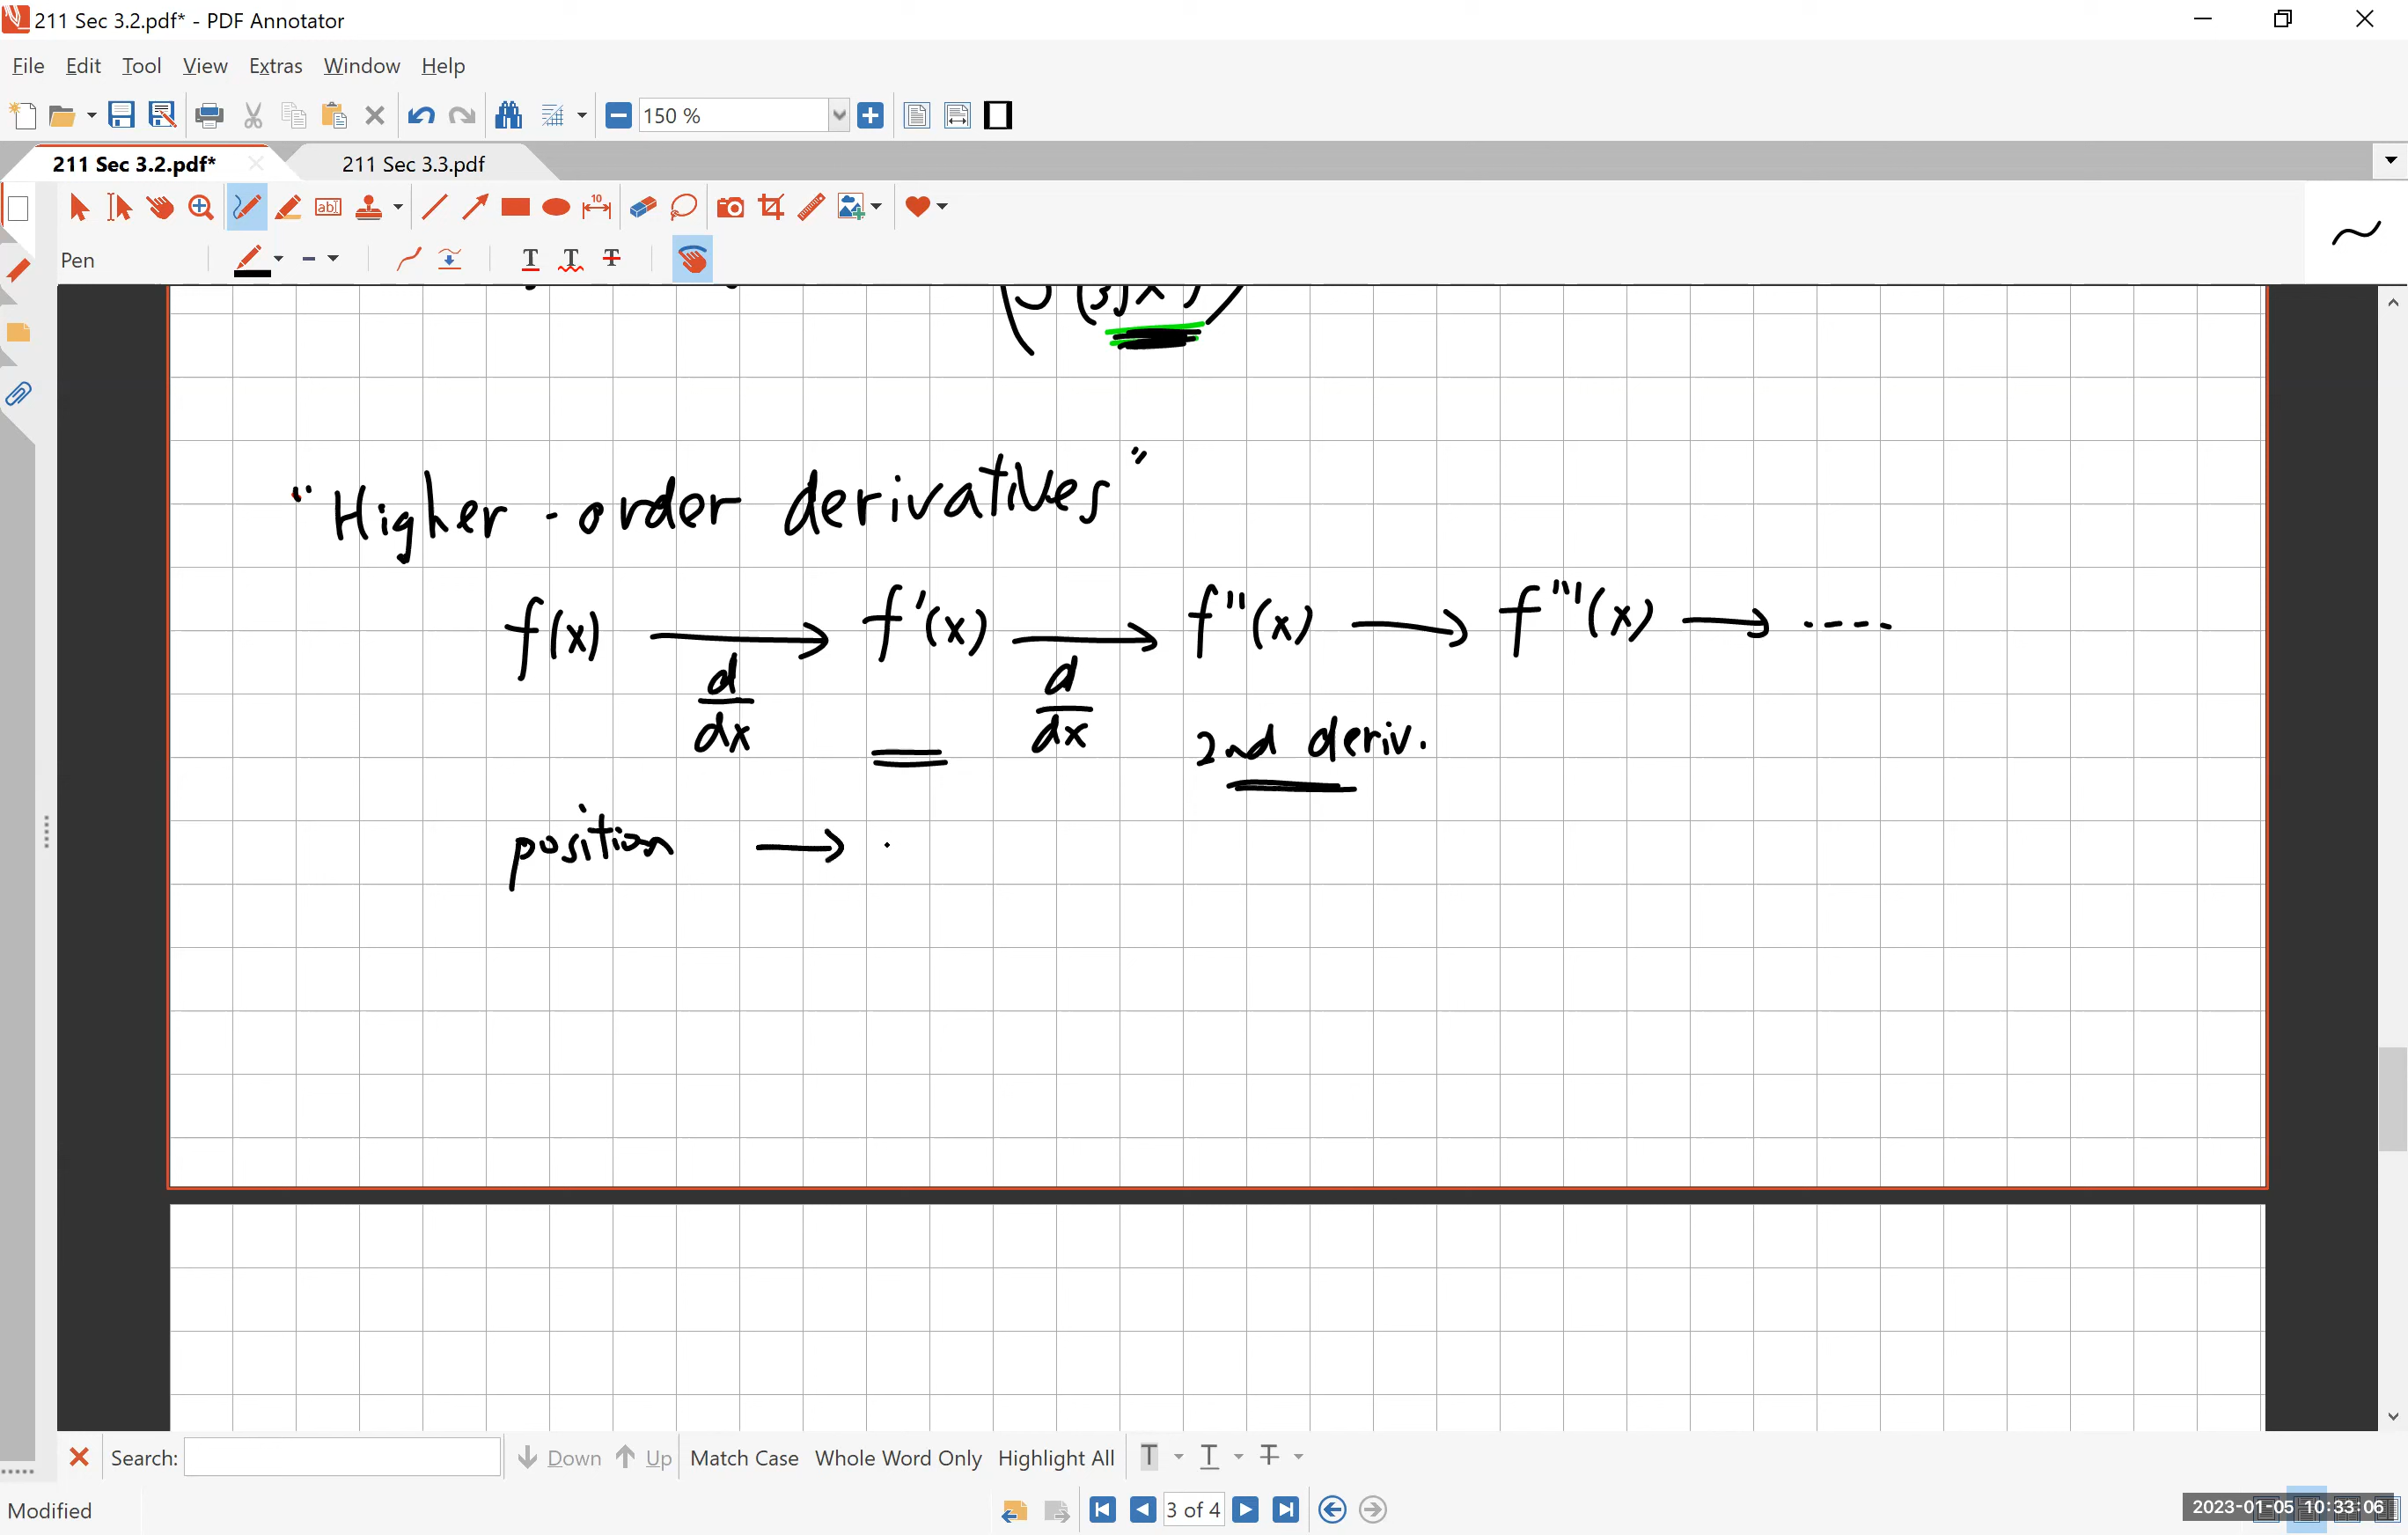 211 Sec 3.2.pdf* - PDF Annotator
File Edit Tool View Extras Window Help
150 %
211 Sec 3.2.pdf* 211 Sec 3.3.pdf
Pen
"Higher-order derivatives"
f(x) → f'(x) → f''(x) → f'''(x) → -----
d/dx d/dx 2nd deriv.
position →
Search: Down Up Match Case Whole Word Only Highlight All
Modified 3 of 4 2023-01-05 10:33:06